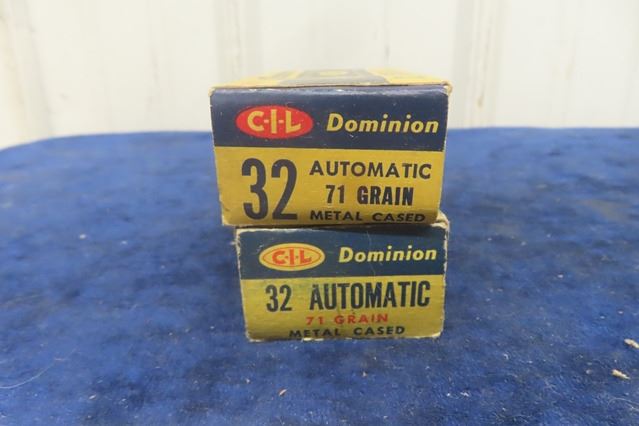 C-I-L Dominion
32 AUTOMATIC
71 GRAIN
METAL CASED
C-I-L Dominion
32 AUTOMATIC
71 GRAIN
METAL CASED